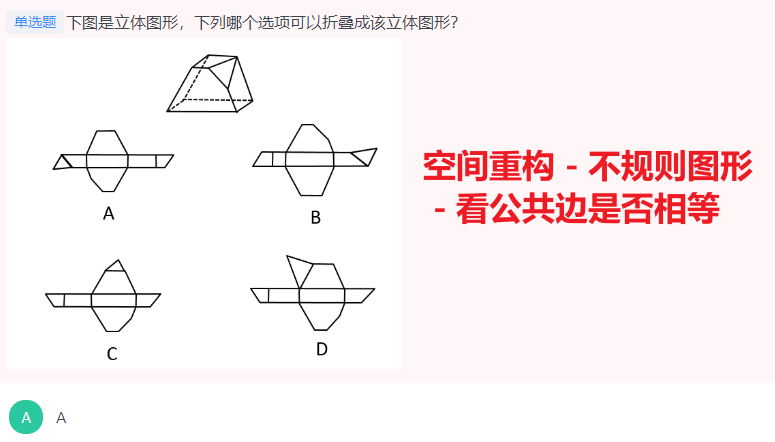 单选题 下图是立体图形，下列哪个选项可以折叠成该立体图形？
空间重构 - 不规则图形
- 看公共边是否相等
A
B
C
D
A A